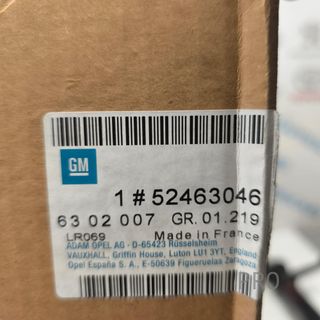 GM
1 # 52463046
63 02 007 GR. 01.219
LR069 Made in France
ADAM OPEL AG - D-65423 Rüsselsheim
VAUXHALL, Griffin House, Luton LU1 3YT, England
Opel España S. A., E-50639 Figueruelas Zaragoza
PRO